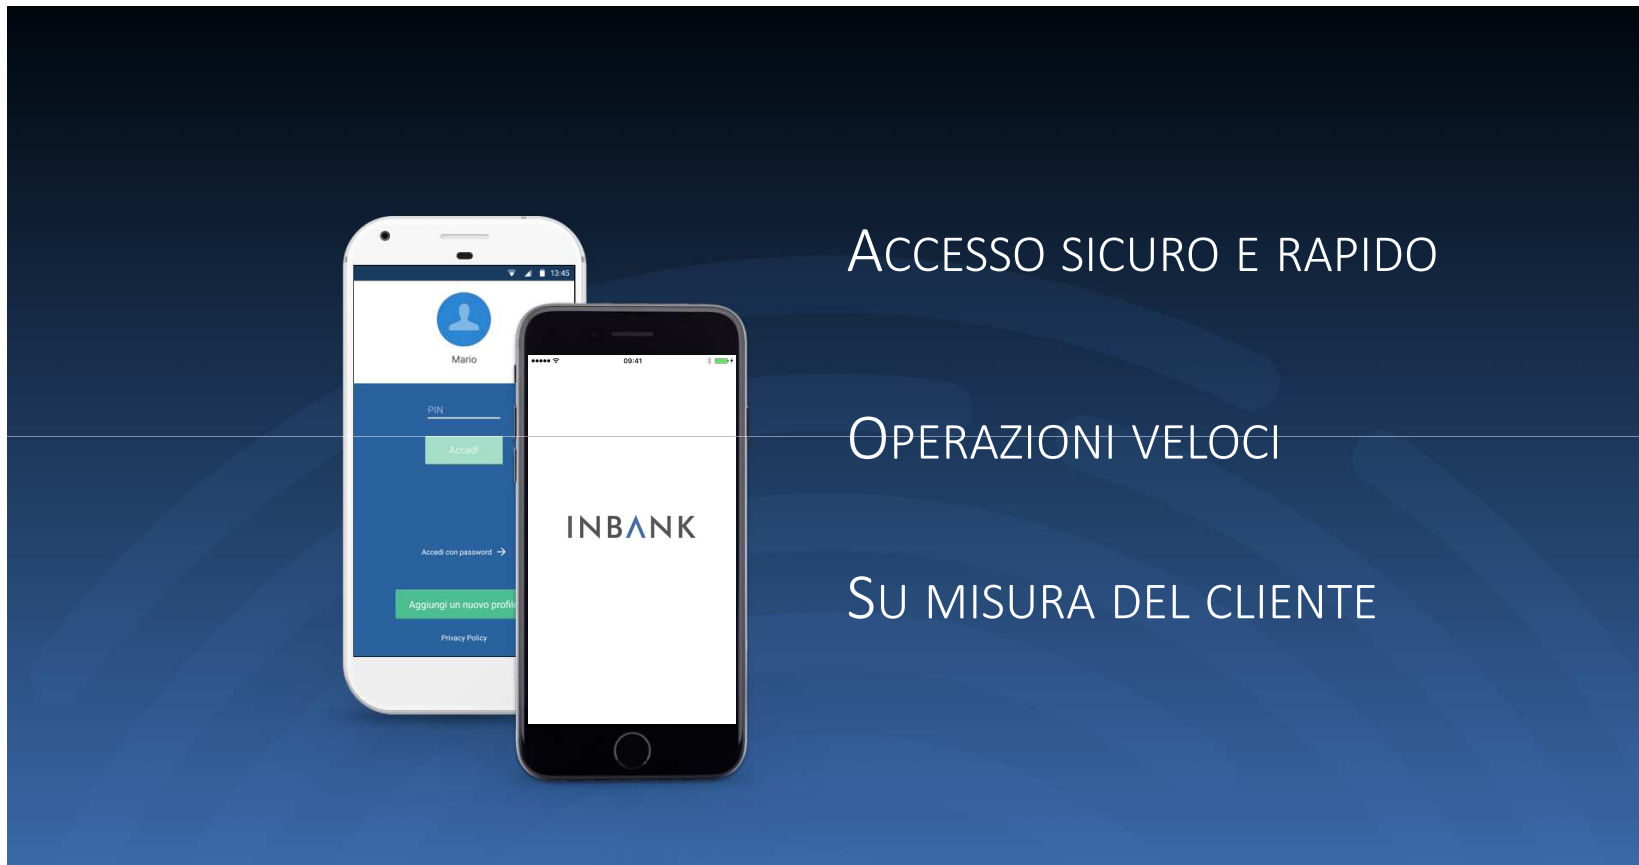 13:45
Mario
PIN
Accedi
Accedi con password
Aggiungi un nuovo profilo
Privacy Policy
09:41
INBANK
ACCESSO SICURO E RAPIDO
OPERAZIONI VELOCI
SU MISURA DEL CLIENTE